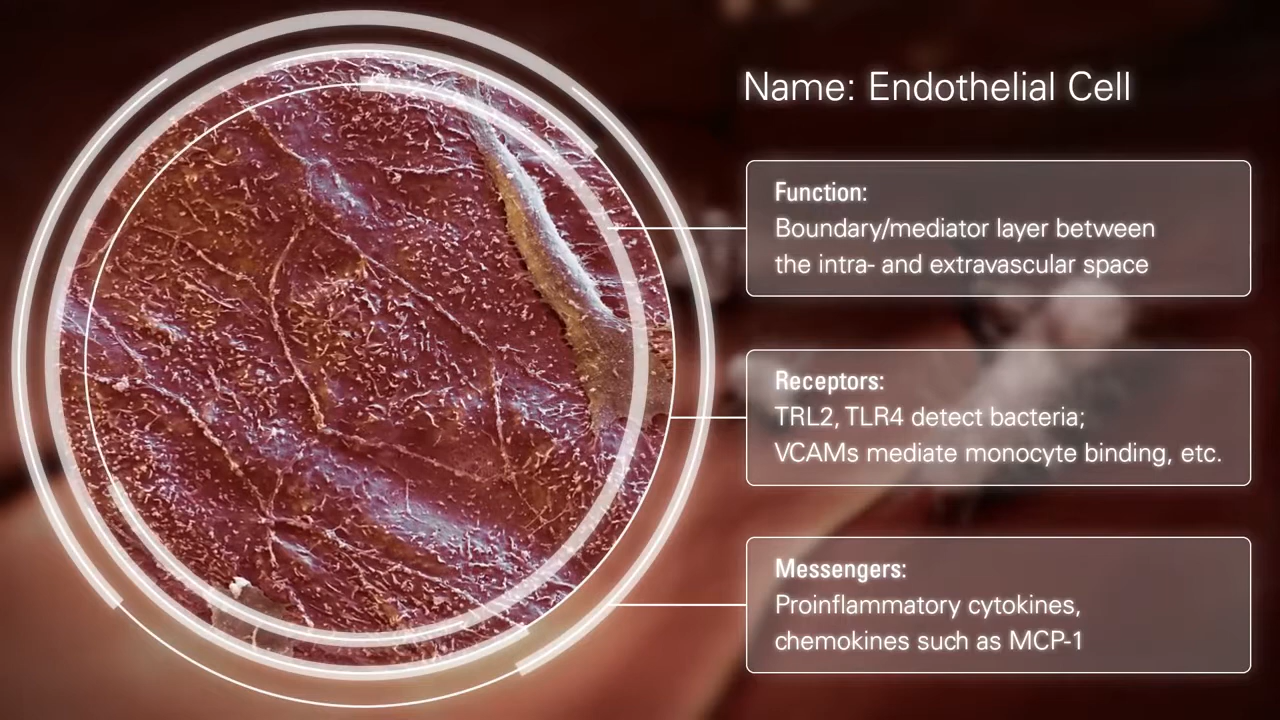 Name: Endothelial Cell
Function:
Boundary/mediator layer between
the intra- and extravascular space
Receptors:
TRL2, TLR4 detect bacteria;
VCAMs mediate monocyte binding, etc.
Messengers:
Proinflammatory cytokines,
chemokines such as MCP-1